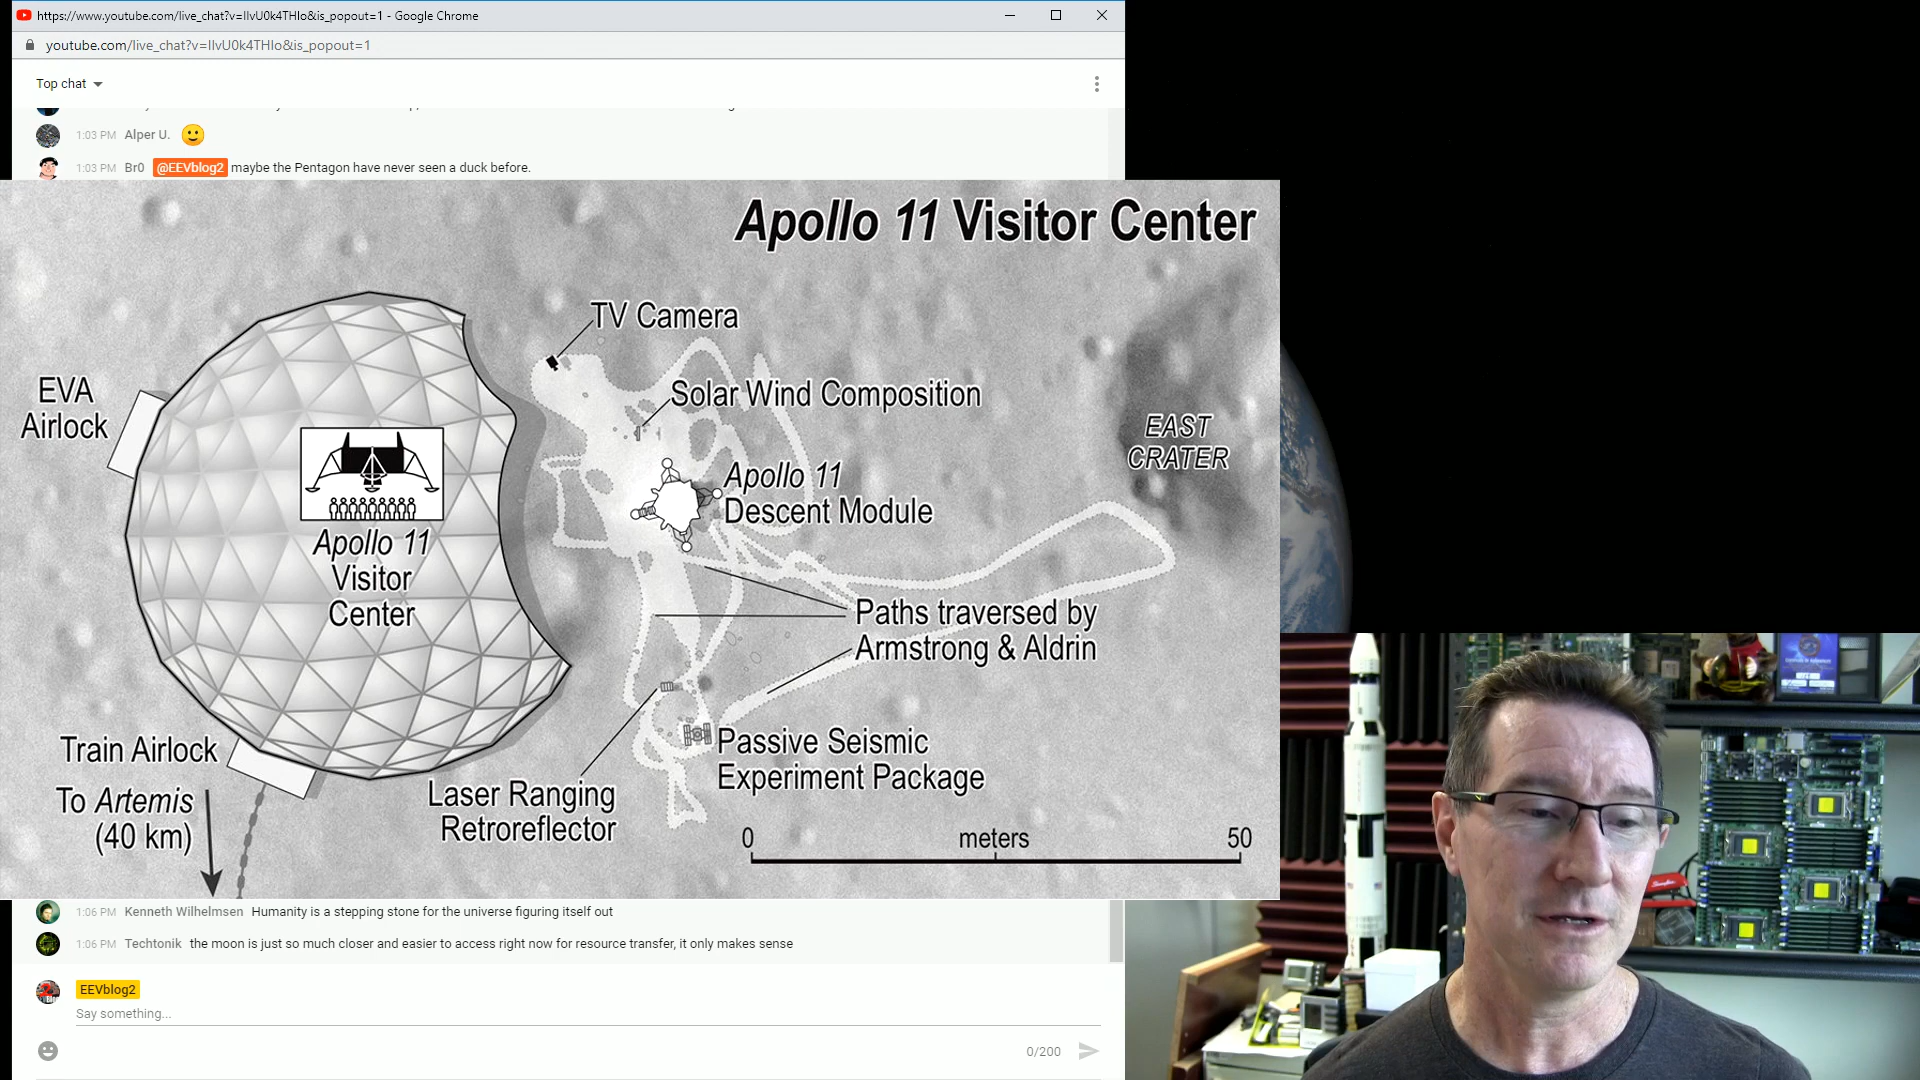 https://www.youtube.com/live_chat?v=IIvU0k4THIo&is_popout=1 - Google Chrome
youtube.com/live_chat?v=IIvU0k4THIo&is_popout=1
Top chat
1:03 PM Alper U.
1:03 PM Br0 @EEVblog2 maybe the Pentagon have never seen a duck before.
Apollo 11 Visitor Center
TV Camera
EVA
Airlock
Solar Wind Composition
EAST
CRATER
Apollo 11
Descent Module
Apollo 11
Visitor
Center
Paths traversed by
Armstrong & Aldrin
Train Airlock
To Artemis
(40 km)
Passive Seismic
Experiment Package
Laser Ranging
Retroreflector
0 meters 50
1:06 PM Kenneth Wilhelmsen Humanity is a stepping stone for the universe figuring itself out
1:06 PM Techtonik the moon is just so much closer and easier to access right now for resource transfer, it only makes sense
EEVblog2
Say something...
0/200